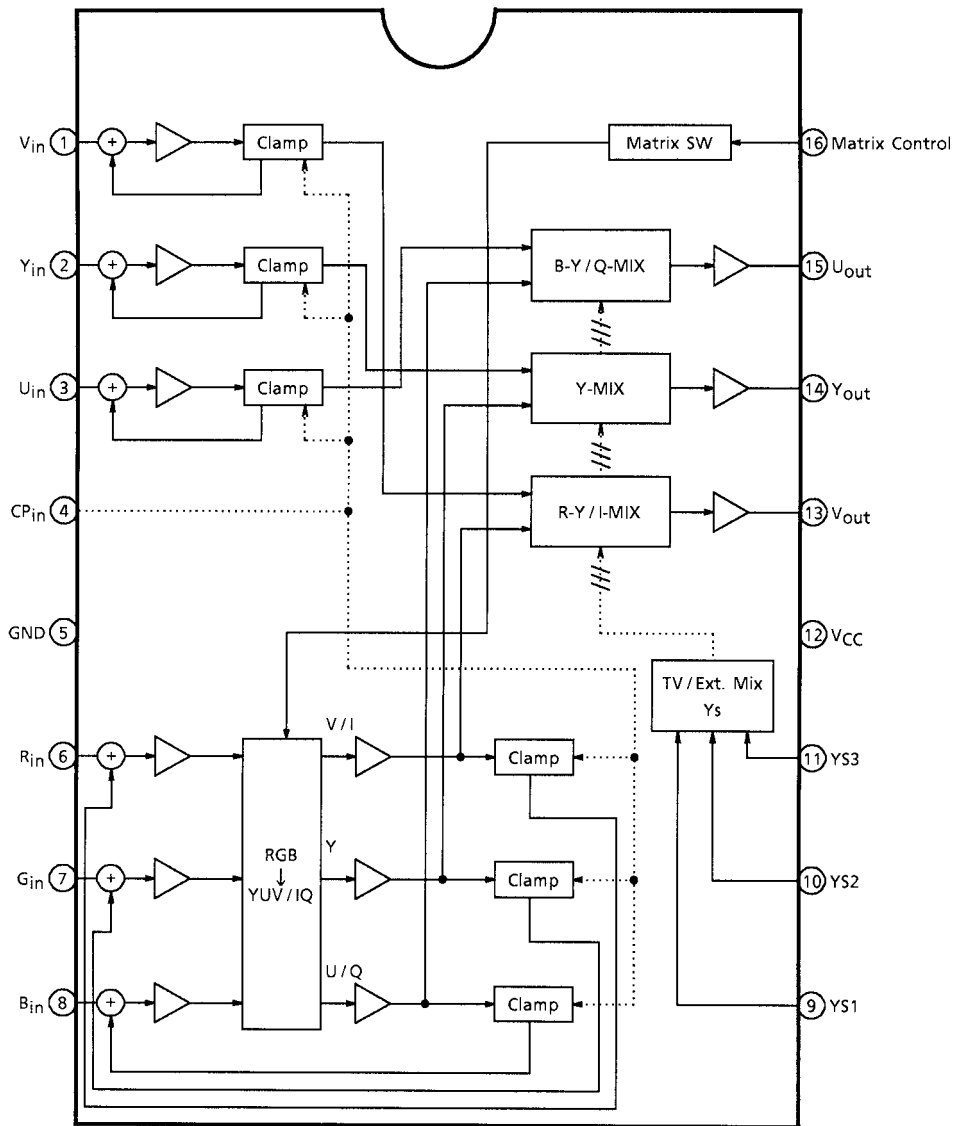 Vin 1
+
Clamp
Matrix SW
16 Matrix Control
Yin 2
+
Clamp
B-Y / Q-MIX
15 Uout
Uin 3
+
Clamp
Y-MIX
14 Yout
CPin 4
R-Y / I-MIX
13 Vout
GND 5
12 VCC
TV / Ext. Mix
Ys
V / I
Rin 6
+
Clamp
11 YS3
RGB
↓
YUV / IQ
Y
Gin 7
+
Clamp
10 YS2
U / Q
Bin 8
+
Clamp
9 YS1